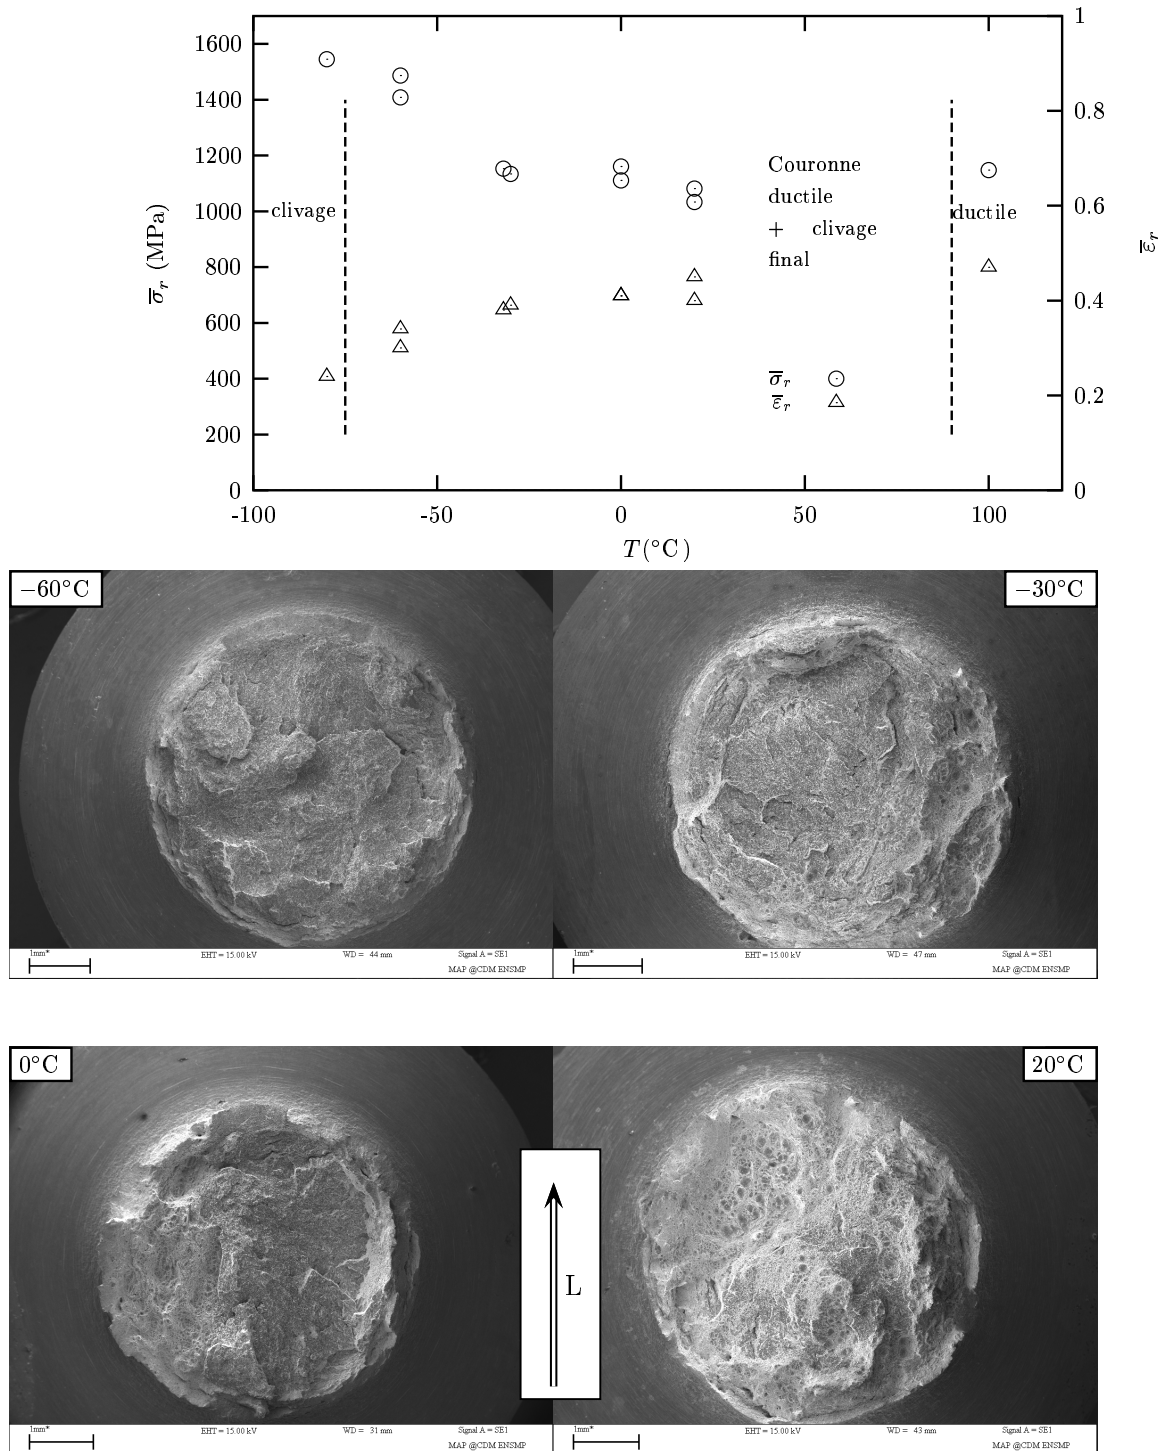 1600
1400
1200
1000
800
600
400
200
0
σ̅r (MPa)
1
0.8
0.6
0.4
0.2
0
ε̅r
clivage
Couronne
ductile
+ clivage
final
ductile
σ̅r
ε̅r
-100 -50 0 50 100
T(°C)
−60°C
−30°C
1mm* EHT = 15.00 kV WD = 44 mm Signal A = SE1
MAP @CDM ENSMP
1mm* EHT = 15.00 kV WD = 47 mm Signal A = SE1
MAP @CDM ENSMP
0°C
20°C
L
1mm* EHT = 15.00 kV WD = 31 mm Signal A = SE1
MAP @CDM ENSMP
1mm* EHT = 15.00 kV WD = 43 mm Signal A = SE1
MAP @CDM ENSMP